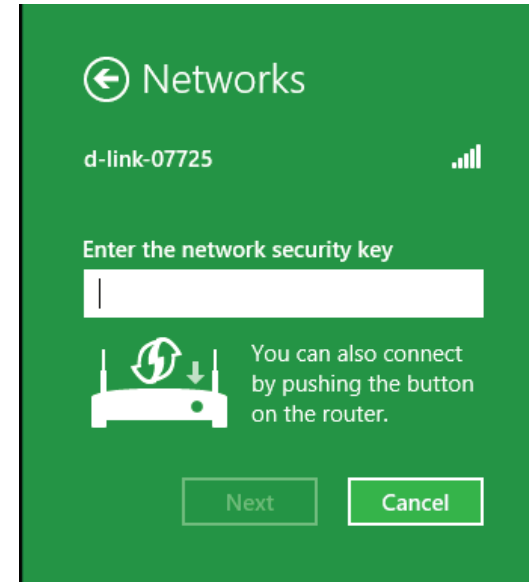 Networks
d-link-07725
Enter the network security key
You can also connect
by pushing the button
on the router.
Next
Cancel